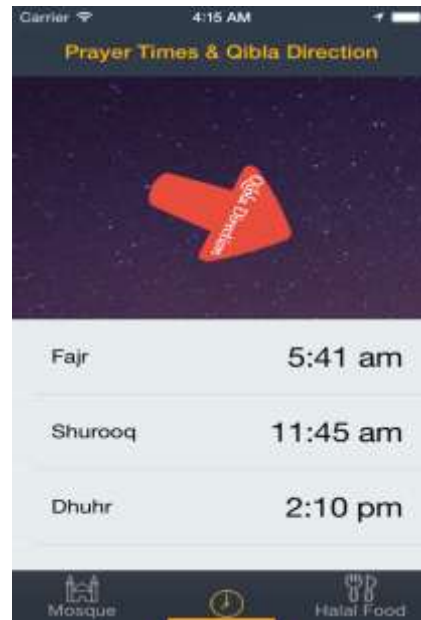 Carrier 4:15 AM
Prayer Times & Qibla Direction
Qibla Direction
Fajr 5:41 am
Shurooq 11:45 am
Dhuhr 2:10 pm
Mosque Halal Food